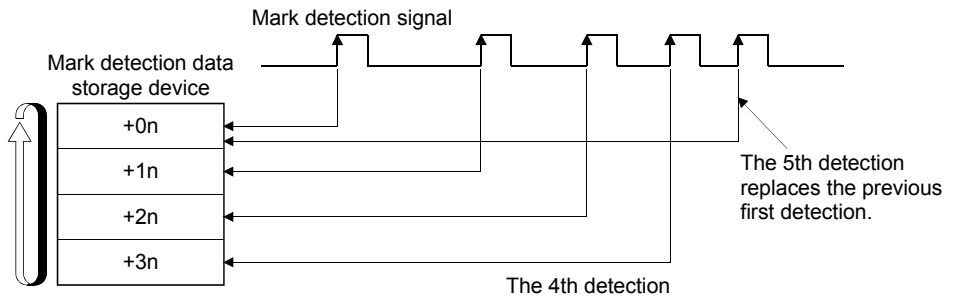 Mark detection signal
Mark detection data
storage device
+0n
+1n
+2n
+3n
The 5th detection
replaces the previous
first detection.
The 4th detection